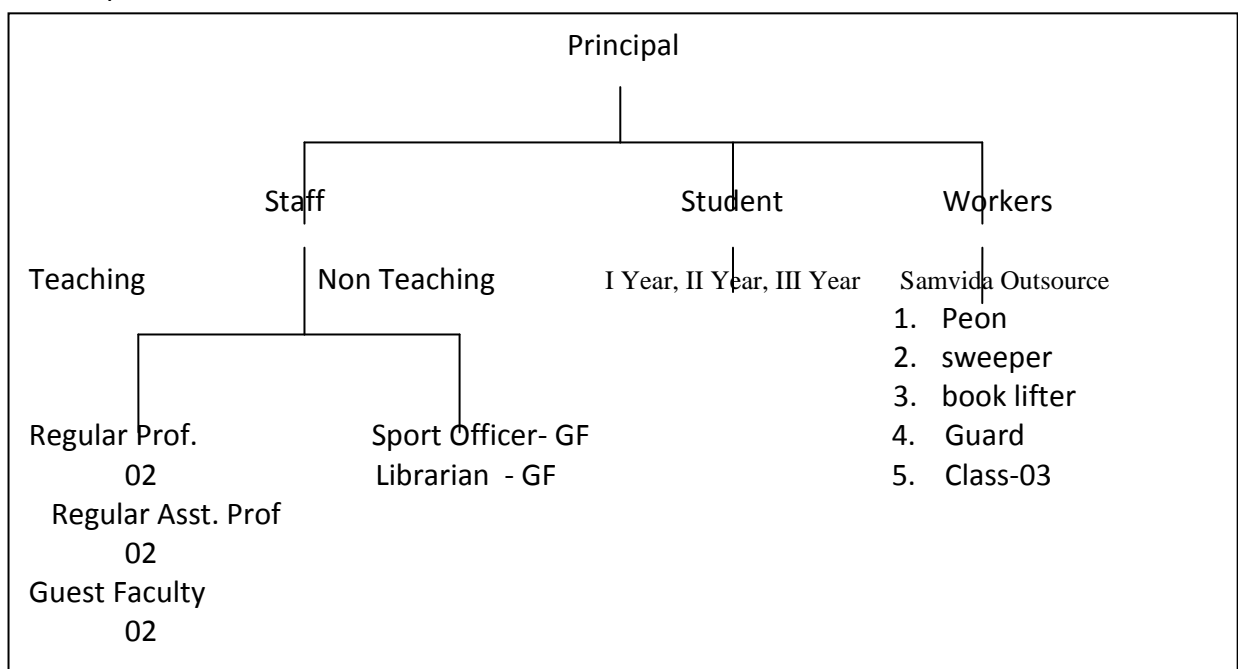 Principal
Staff Student Workers
Teaching Non Teaching I Year, II Year, III Year Samvida Outsource
1. Peon
2. sweeper
3. book lifter
Regular Prof. Sport Officer- GF 4. Guard
02 Librarian - GF 5. Class-03
Regular Asst. Prof
02
Guest Faculty
02